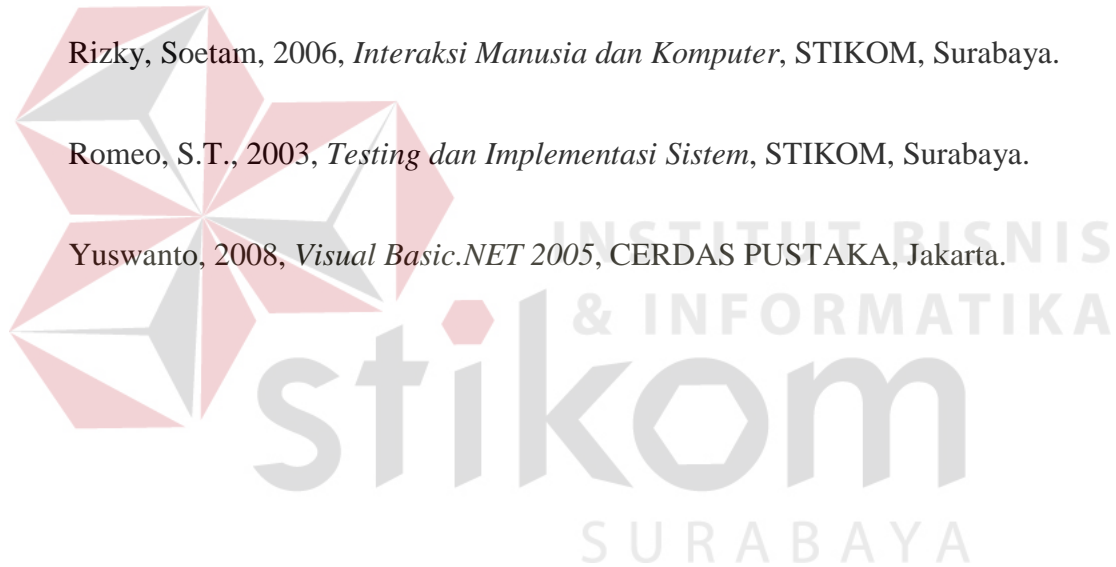 Rizky, Soetam, 2006, Interaksi Manusia dan Komputer, STIKOM, Surabaya.
Romeo, S.T., 2003, Testing dan Implementasi Sistem, STIKOM, Surabaya.
Yuswanto, 2008, Visual Basic.NET 2005, CERDAS PUSTAKA, Jakarta.
INSTITUT BISNIS
& INFORMATIKA
stikom
SURABAYA